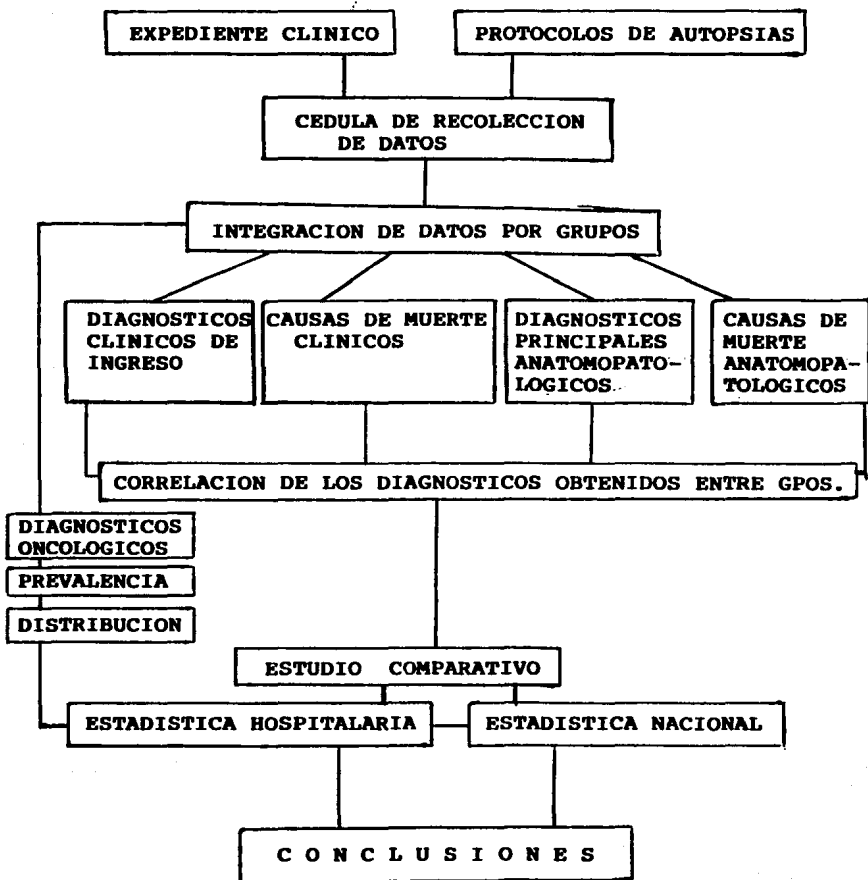 EXPEDIENTE CLINICO
PROTOCOLOS DE AUTOPSIAS
CEDULA DE RECOLECCION
DE DATOS
INTEGRACION DE DATOS POR GRUPOS
DIAGNOSTICOS
CLINICOS DE
INGRESO
CAUSAS DE MUERTE
CLINICOS
DIAGNOSTICOS
PRINCIPALES
ANATOMOPATO-
LOGICOS
CAUSAS DE
MUERTE
ANATOMOPA-
TOLOGICOS
CORRELACION DE LOS DIAGNOSTICOS OBTENIDOS ENTRE GPOS.
DIAGNOSTICOS
ONCOLOGICOS
PREVALENCIA
DISTRIBUCION
ESTUDIO COMPARATIVO
ESTADISTICA HOSPITALARIA
ESTADISTICA NACIONAL
C O N C L U S I O N E S